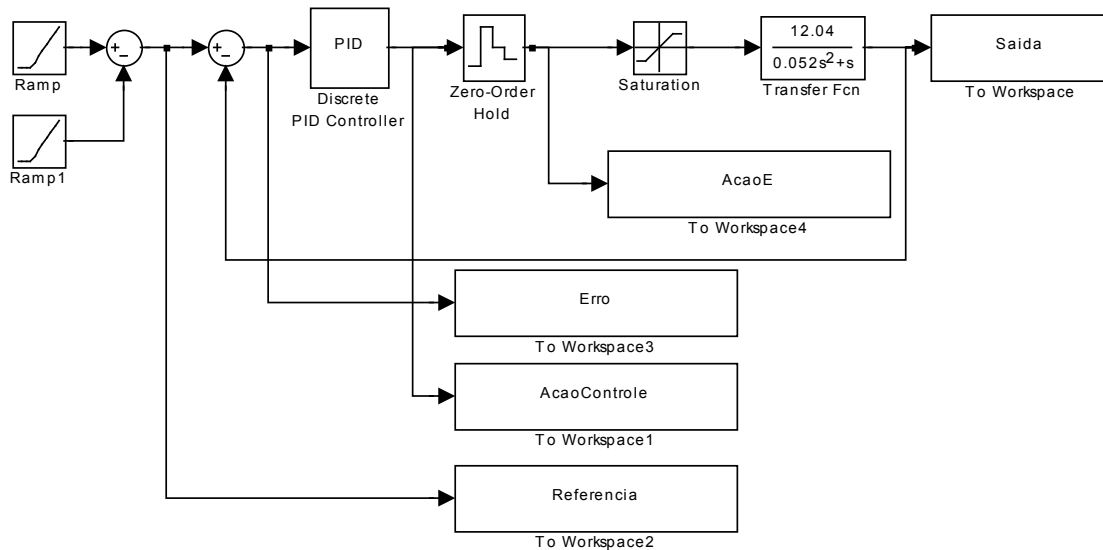 +
−
Ramp
Ramp1
+
−
PID
Discrete
PID Controller
Zero-Order
Hold
Saturation
12.04
0.052s²+s
Transfer Fcn
Saida
To Workspace
AcaoE
To Workspace4
Erro
To Workspace3
AcaoControle
To Workspace1
Referencia
To Workspace2